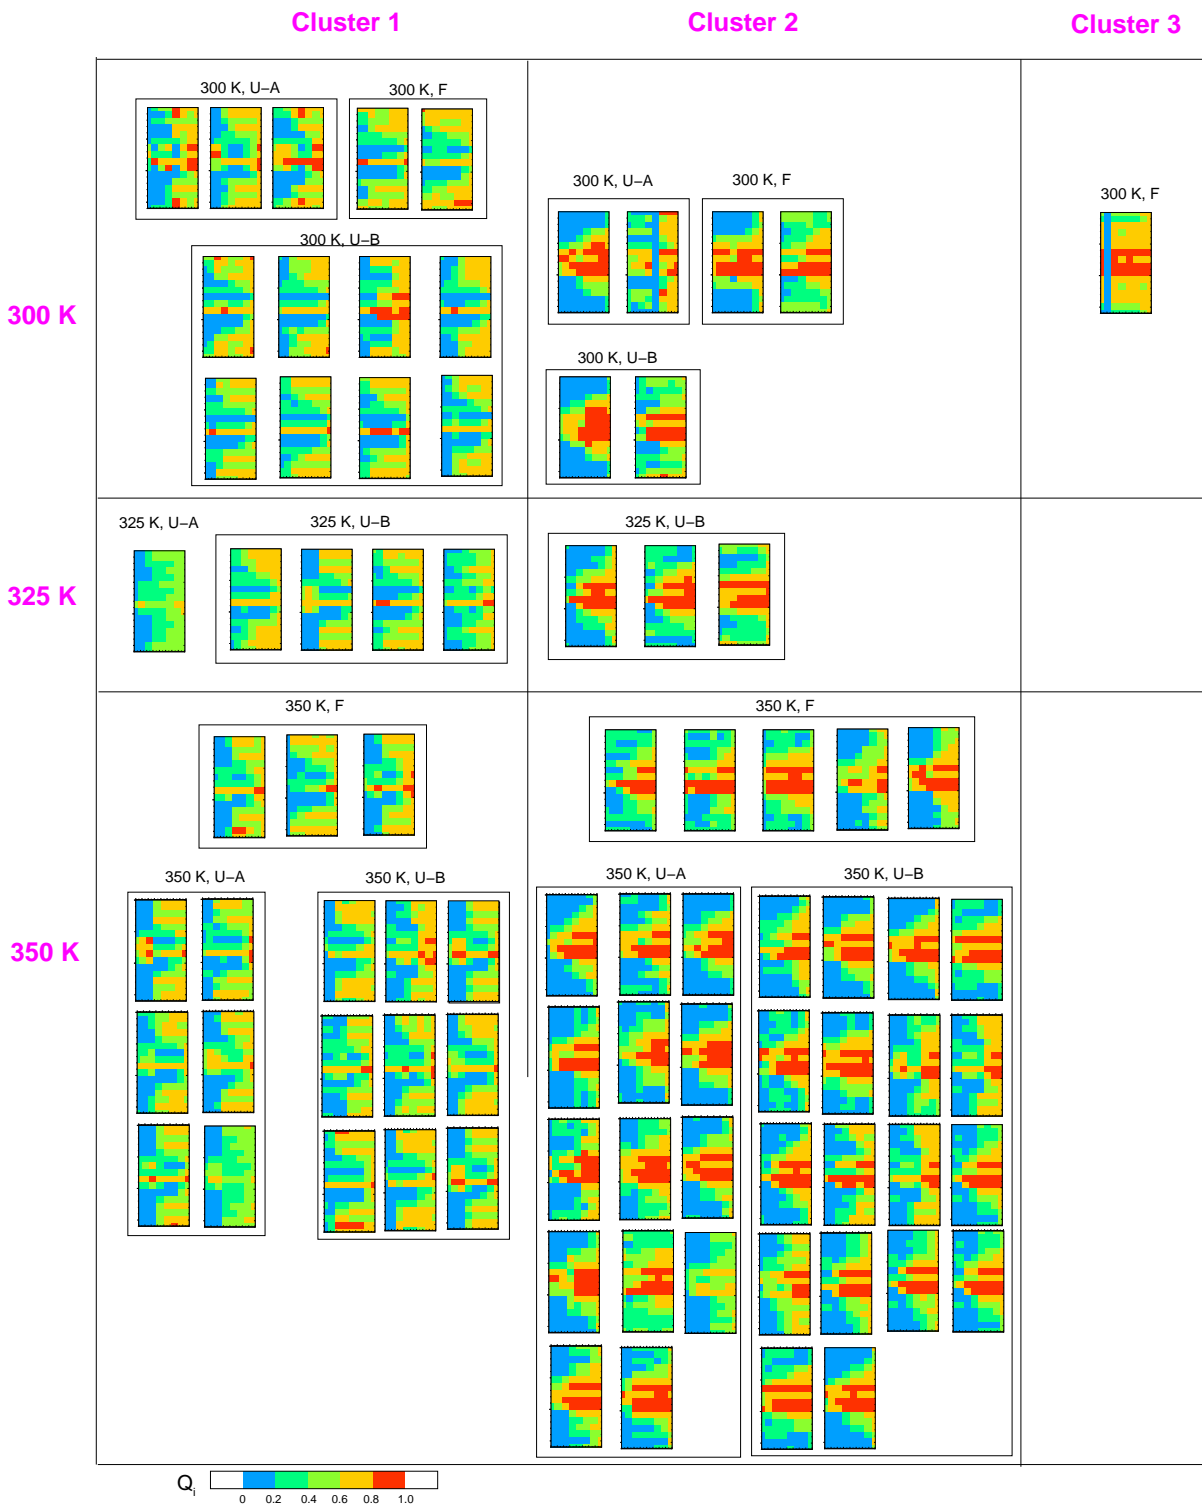 Cluster 1 Cluster 2 Cluster 3
300 K, U–A 300 K, F
300 K, U–A 300 K, F 300 K, F
300 K, U–B
300 K
300 K, U–B
325 K, U–A 325 K, U–B 325 K, U–B
325 K
350 K, F 350 K, F
350 K, U–A 350 K, U–B 350 K, U–A 350 K, U–B
350 K
Qi
0 0.2 0.4 0.6 0.8 1.0